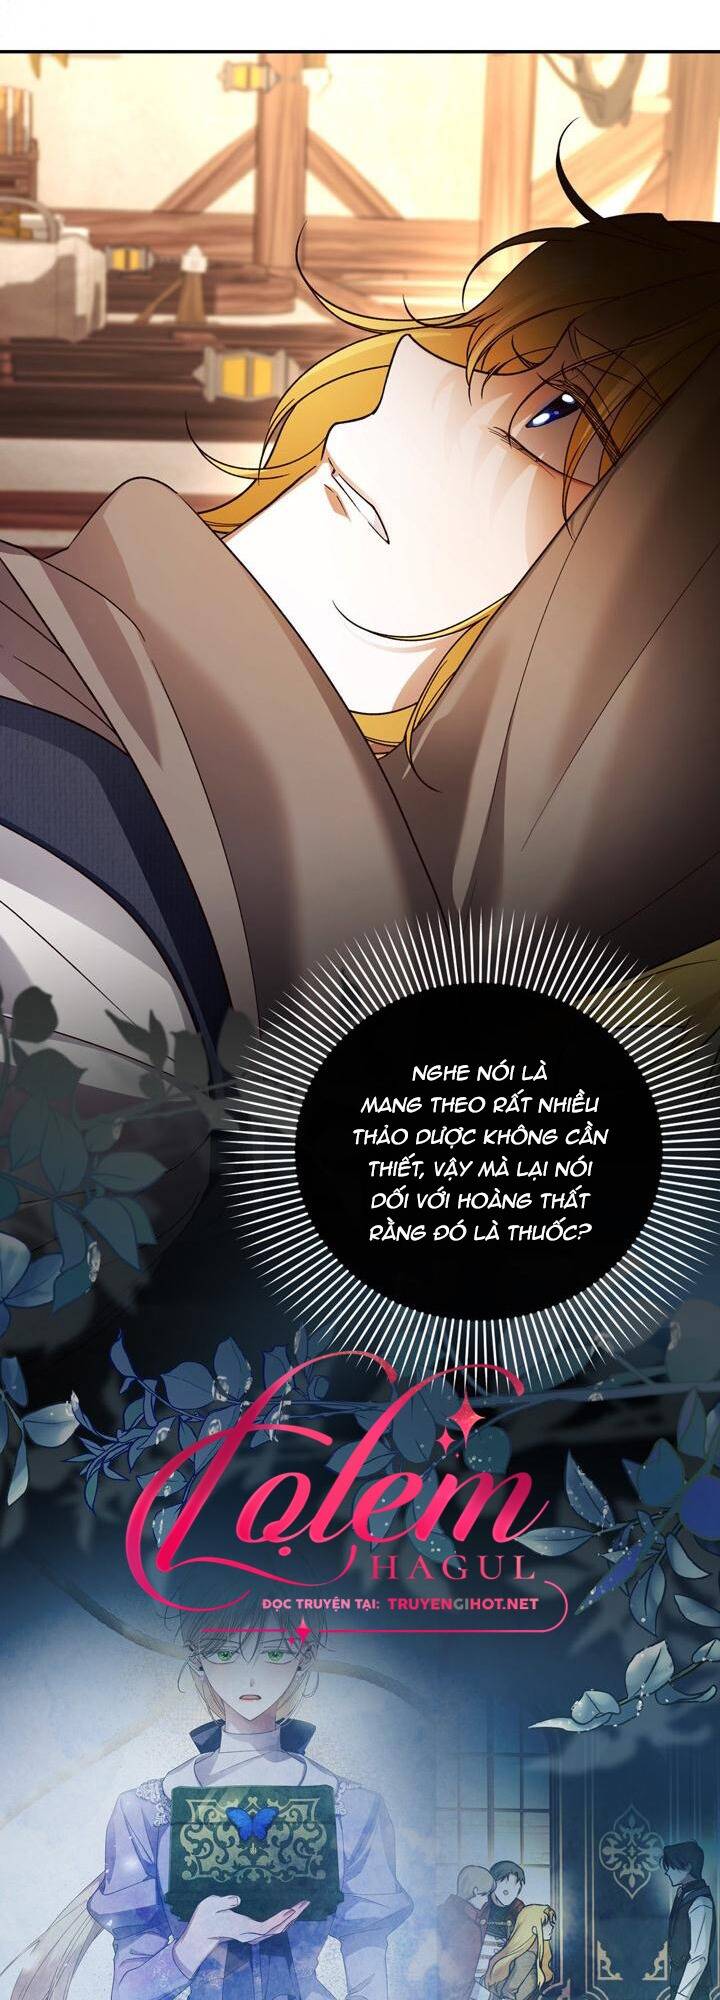 NGHE NÓI LÀ
MANG THEO RẤT NHIỀU
THẢO DƯỢC KHÔNG CẦN
THIẾT, VẬY MÀ LẠI NÓI
DỐI VỚI HOÀNG THẤT
RẰNG ĐÓ LÀ THUỐC?
Lọlem
HAGUL
ĐỌC TRUYỆN TẠI: TRUYENGIHOT.NET